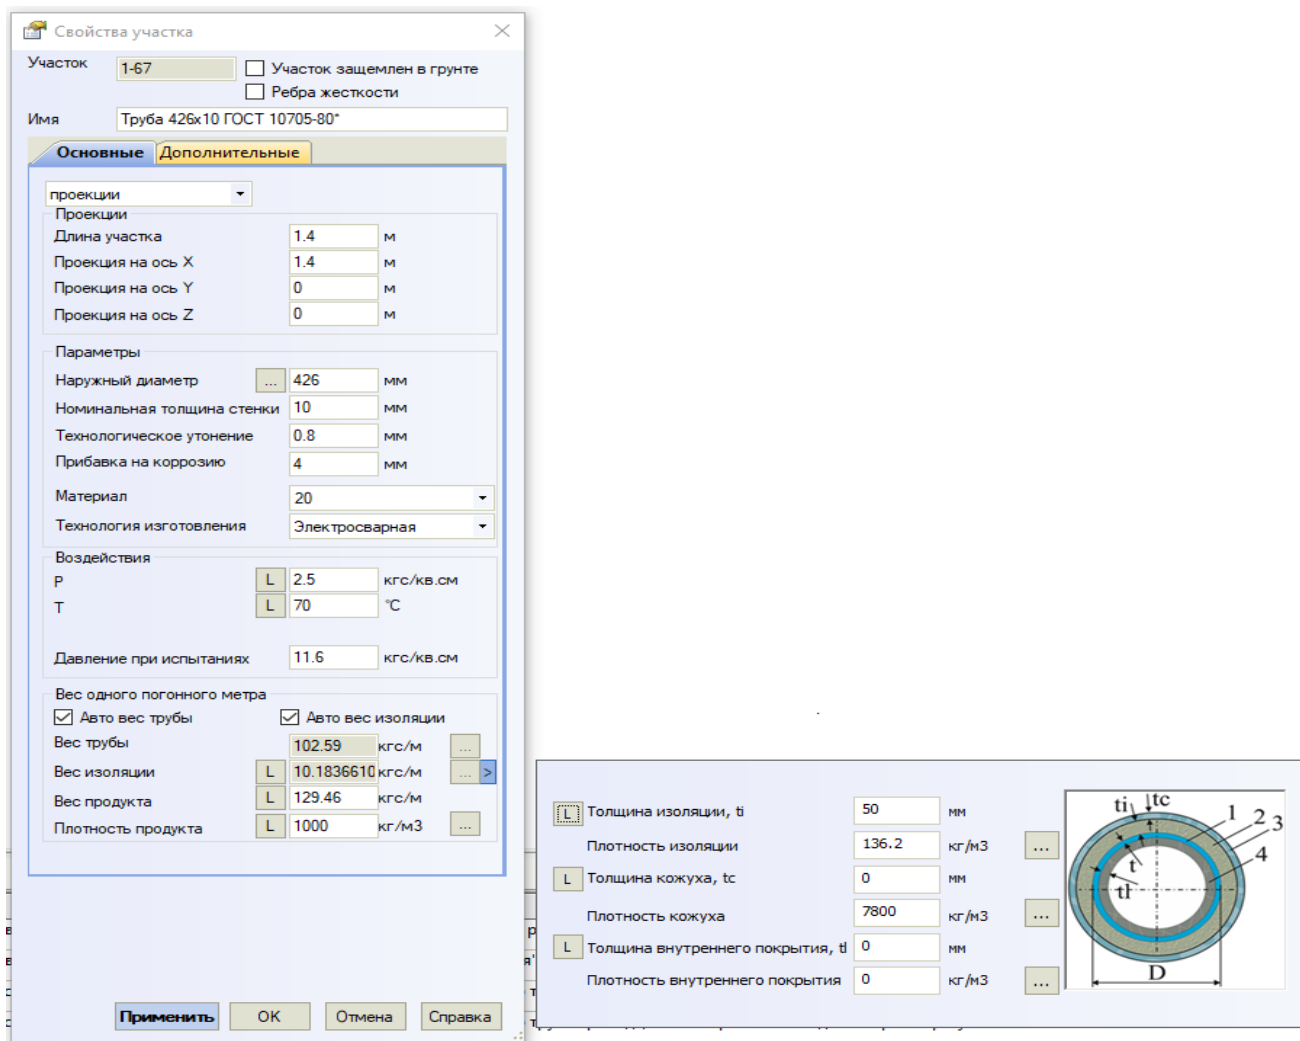 Свойства участка
Участок 1-67 Участок защемлен в грунте
Ребра жесткости
Имя Труба 426х10 ГОСТ 10705-80*
Основные Дополнительные
проекции
Проекции
Длина участка 1.4 м
Проекция на ось X 1.4 м
Проекция на ось Y 0 м
Проекция на ось Z 0 м
Параметры
Наружный диаметр ... 426 мм
Номинальная толщина стенки 10 мм
Технологическое утонение 0.8 мм
Прибавка на коррозию 4 мм
Материал 20
Технология изготовления Электросварная
Воздействия
P L 2.5 кгс/кв.см
T L 70 °C
Давление при испытаниях 11.6 кгс/кв.см
Вес одного погонного метра
Авто вес трубы Авто вес изоляции
Вес трубы 102.59 кгс/м ...
Вес изоляции L 10.1836610 кгс/м ... >
Вес продукта L 129.46 кгс/м
Плотность продукта L 1000 кг/м3 ...
Применить ОК Отмена Справка
L Толщина изоляции, ti 50 мм
Плотность изоляции 136.2 кг/м3 ...
L Толщина кожуха, tc 0 мм
Плотность кожуха 7800 кг/м3 ...
L Толщина внутреннего покрытия, tl 0 мм
Плотность внутреннего покрытия 0 кг/м3 ...
ti tc 1 2 3
t 4
tl
D